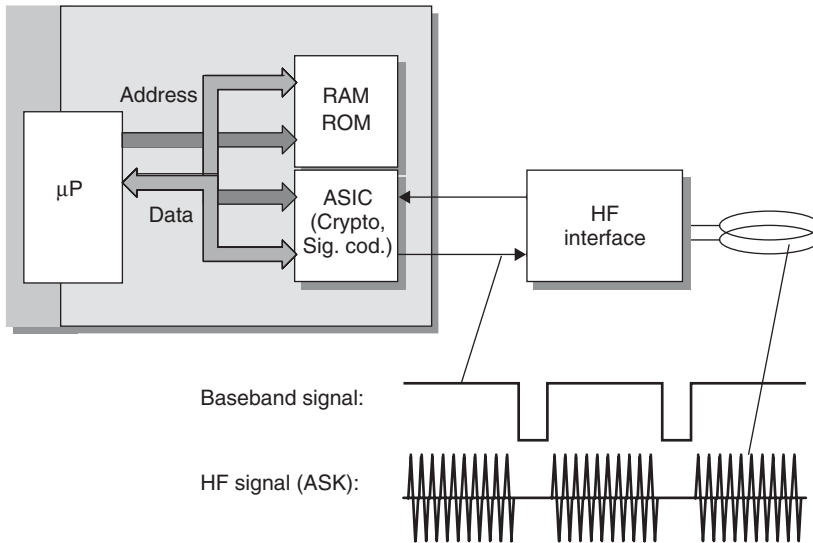 Address
RAM
ROM
μP
Data
ASIC
(Crypto,
Sig. cod.)
HF
interface
Baseband signal:
HF signal (ASK):